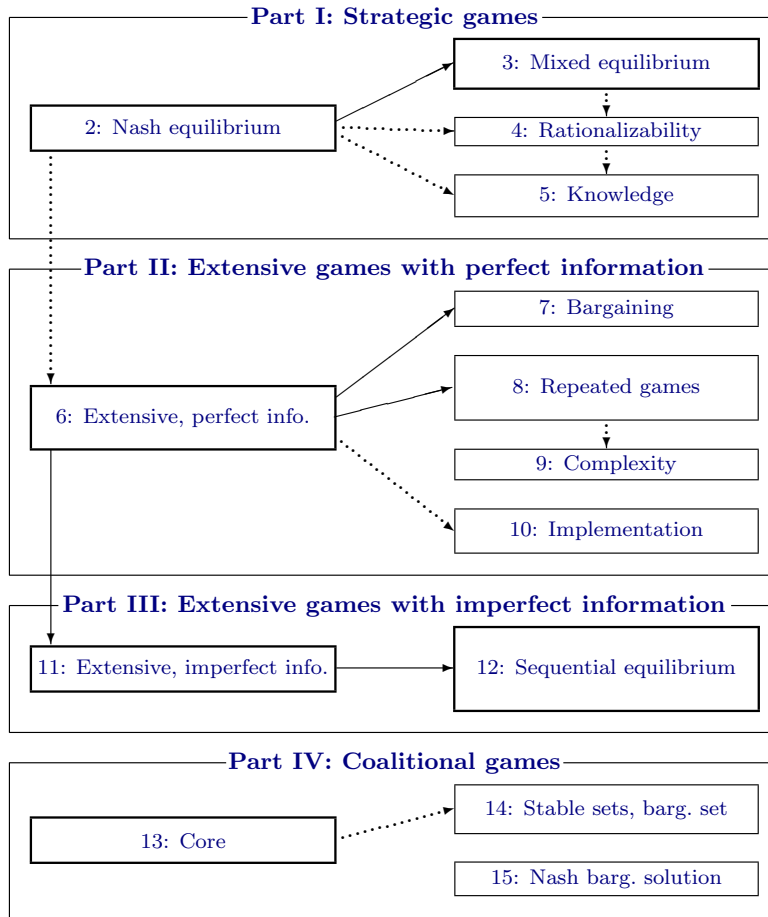 Part I: Strategic games
3: Mixed equilibrium
2: Nash equilibrium
4: Rationalizability
5: Knowledge
Part II: Extensive games with perfect information
7: Bargaining
8: Repeated games
6: Extensive, perfect info.
9: Complexity
10: Implementation
Part III: Extensive games with imperfect information
11: Extensive, imperfect info.
12: Sequential equilibrium
Part IV: Coalitional games
14: Stable sets, barg. set
13: Core
15: Nash barg. solution